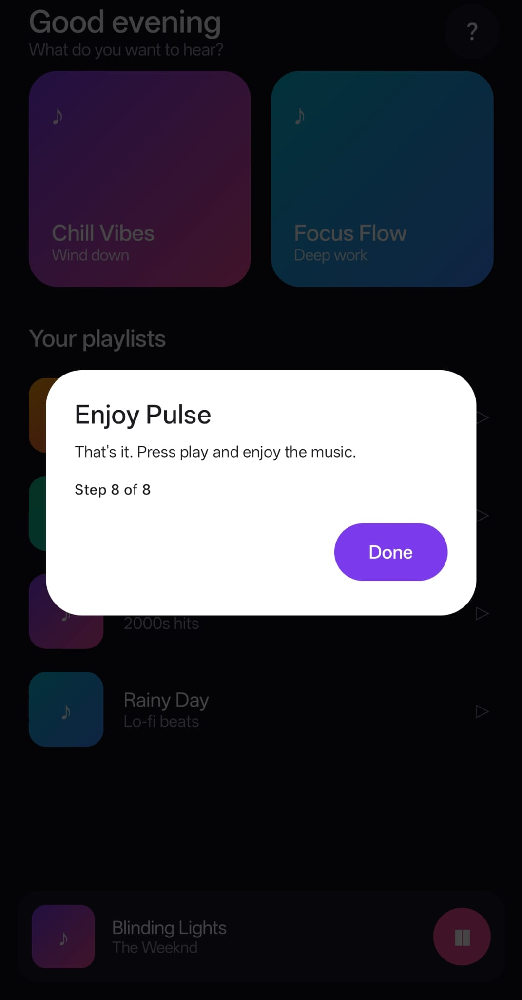 Good evening
?
What do you want to hear?
Chill Vibes
Wind down
Focus Flow
Deep work
Your playlists
Enjoy Pulse
That's it. Press play and enjoy the music.
Step 8 of 8
Done
2000s hits
Rainy Day
Lo-fi beats
Blinding Lights
The Weeknd